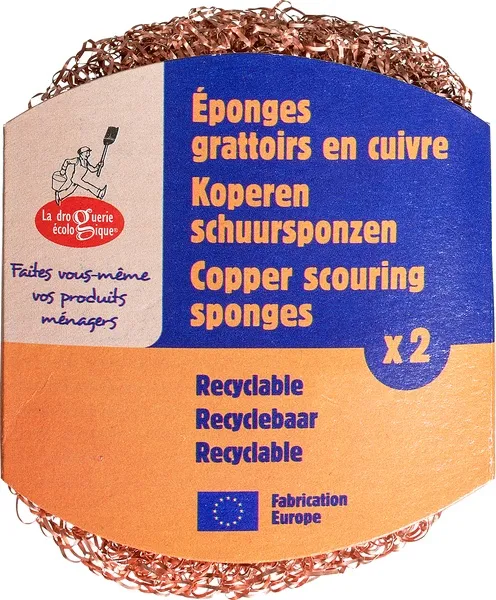 Éponges
grattoirs en cuivre
Koperen
schuursponzen
Copper scouring
sponges
x 2
La droguerie
écologique®
Faites vous-même
vos produits
ménagers
Recyclable
Recyclebaar
Recyclable
Fabrication
Europe